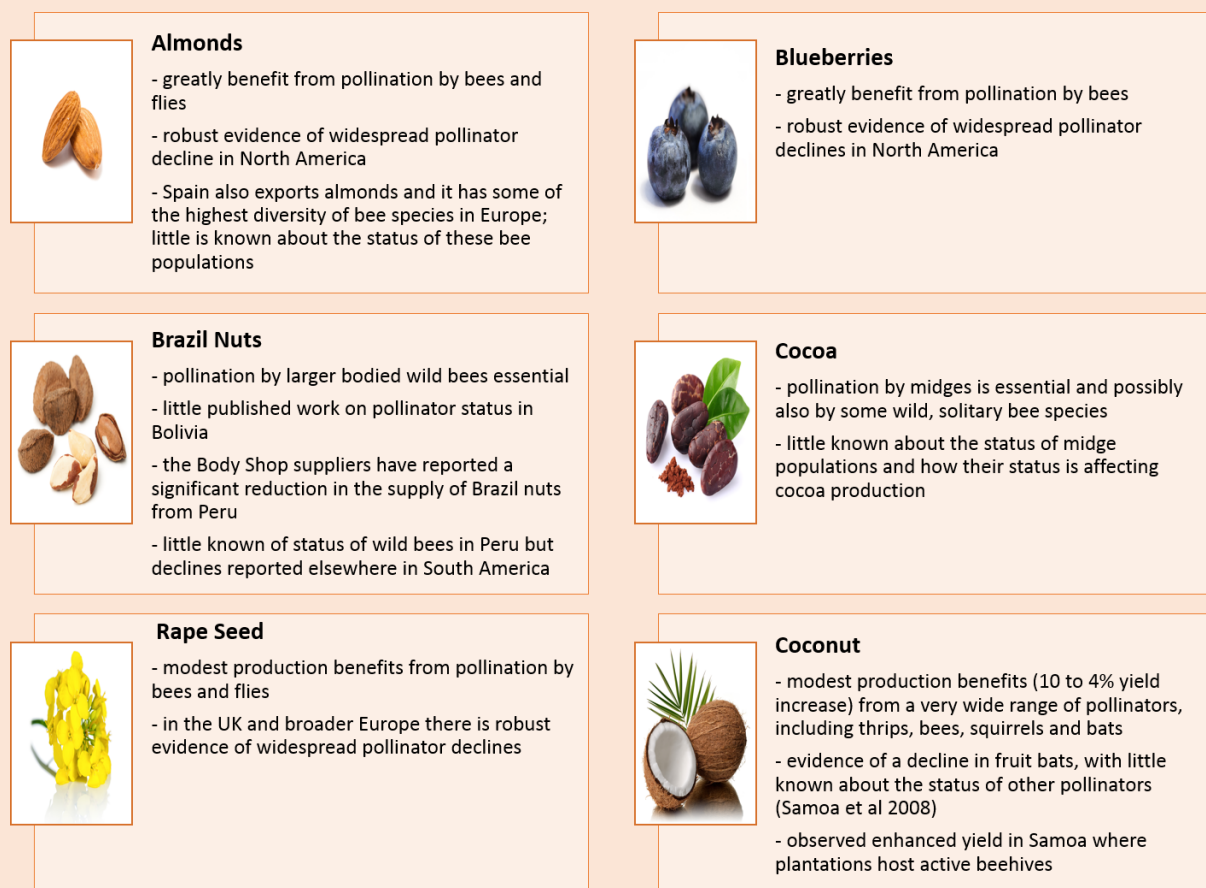 Almonds
- greatly benefit from pollination by bees and
flies
- robust evidence of widespread pollinator
decline in North America
- Spain also exports almonds and it has some of
the highest diversity of bee species in Europe;
little is known about the status of these bee
populations
Blueberries
- greatly benefit from pollination by bees
- robust evidence of widespread pollinator
declines in North America
Brazil Nuts
- pollination by larger bodied wild bees essential
- little published work on pollinator status in
Bolivia
- the Body Shop suppliers have reported a
significant reduction in the supply of Brazil nuts
from Peru
- little known of status of wild bees in Peru but
declines reported elsewhere in South America
Cocoa
- pollination by midges is essential and possibly
also by some wild, solitary bee species
- little known about the status of midge
populations and how their status is affecting
cocoa production
Rape Seed
- modest production benefits from pollination by
bees and flies
- in the UK and broader Europe there is robust
evidence of widespread pollinator declines
Coconut
- modest production benefits (10 to 4% yield
increase) from a very wide range of pollinators,
including thrips, bees, squirrels and bats
- evidence of a decline in fruit bats, with little
known about the status of other pollinators
(Samoa et al 2008)
- observed enhanced yield in Samoa where
plantations host active beehives